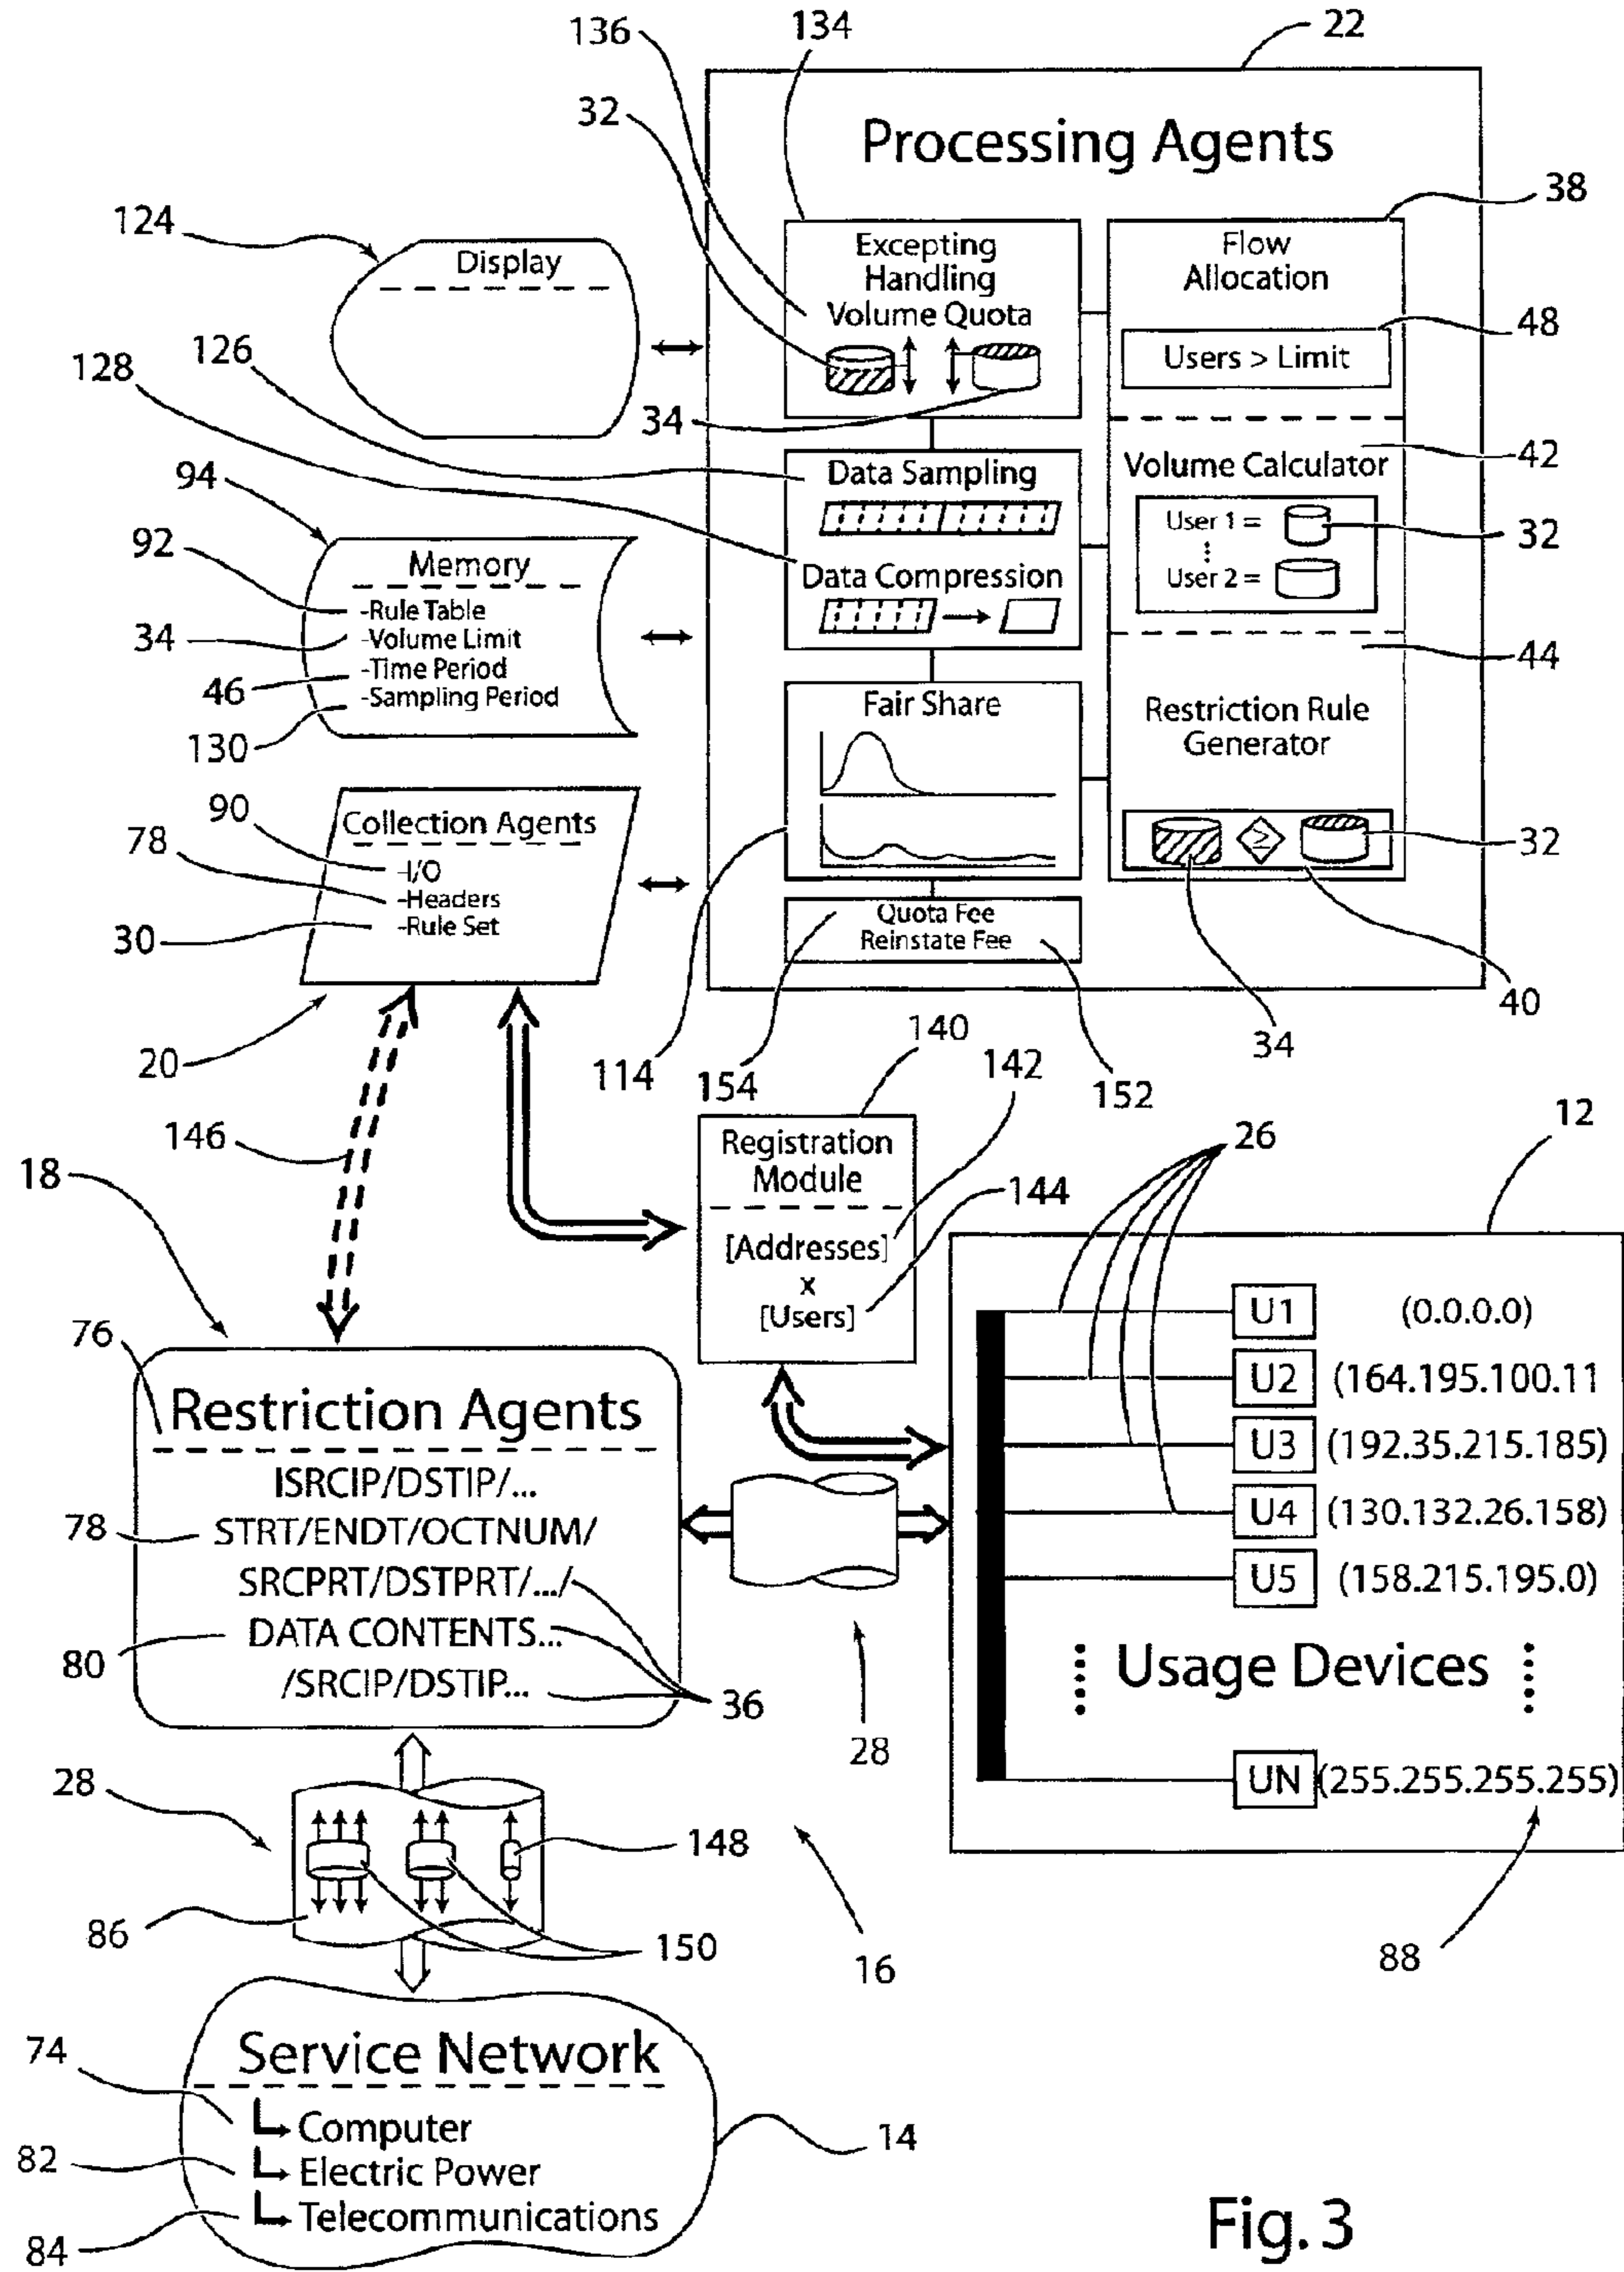 136
134
22
32
Processing Agents
38
124
Display
Excepting
Handling
Volume Quota
34
Flow
Allocation
48
Users > Limit
126
128
Data Sampling
Data Compression
42
Volume Calculator
User 1 =
32
User 2 =
94
92
Memory
-Rule Table
34
-Volume Limit
46
-Time Period
130
-Sampling Period
44
Fair Share
Restriction Rule
Generator
≥
32
90
Collection Agents
78
-I/O
-Headers
30
-Rule Set
Quota Fee
Reinstate Fee
20
114
154
152
34
40
140
142
146
18
Registration
Module
144
[Addresses]
x
[Users]
26
12
U1 (0.0.0.0)
U2 (164.195.100.11
U3 (192.35.215.185)
U4 (130.132.26.158)
U5 (158.215.195.0)
Usage Devices
UN (255.255.255.255)
88
76
Restriction Agents
ISRCIP/DSTIP/...
78
STRT/ENDT/OCTNUM/
SRCPRT/DSTPRT/.../
80
DATA CONTENTS...
/SRCIP/DSTIP...
36
28
28
148
86
150
16
Service Network
74
Computer
82
Electric Power
84
Telecommunications
14
Fig. 3